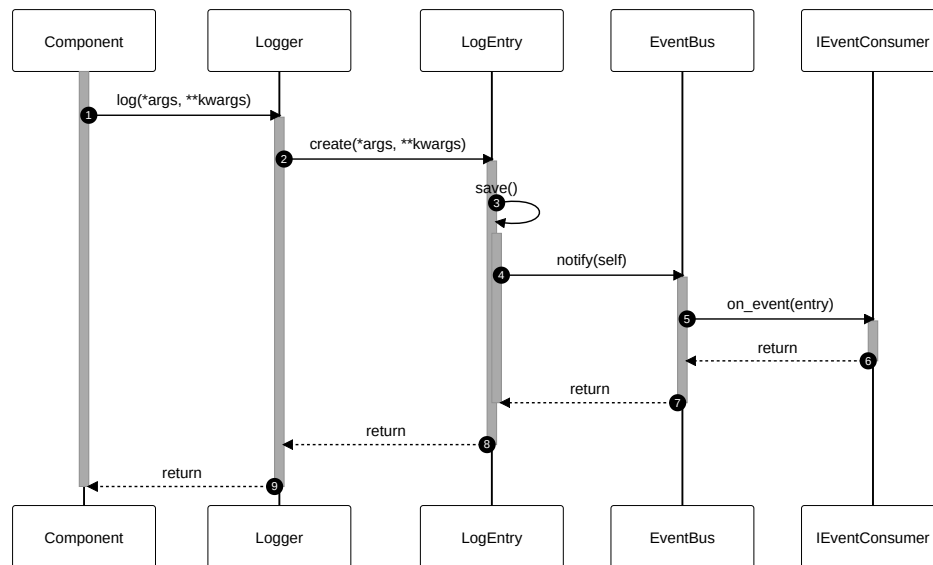 Component
Logger
LogEntry
EventBus
IEventConsumer
1
log(*args, **kwargs)
2
create(*args, **kwargs)
save()
3
4
notify(self)
5
on_event(entry)
return
6
return
7
return
8
return
9
Component
Logger
LogEntry
EventBus
IEventConsumer